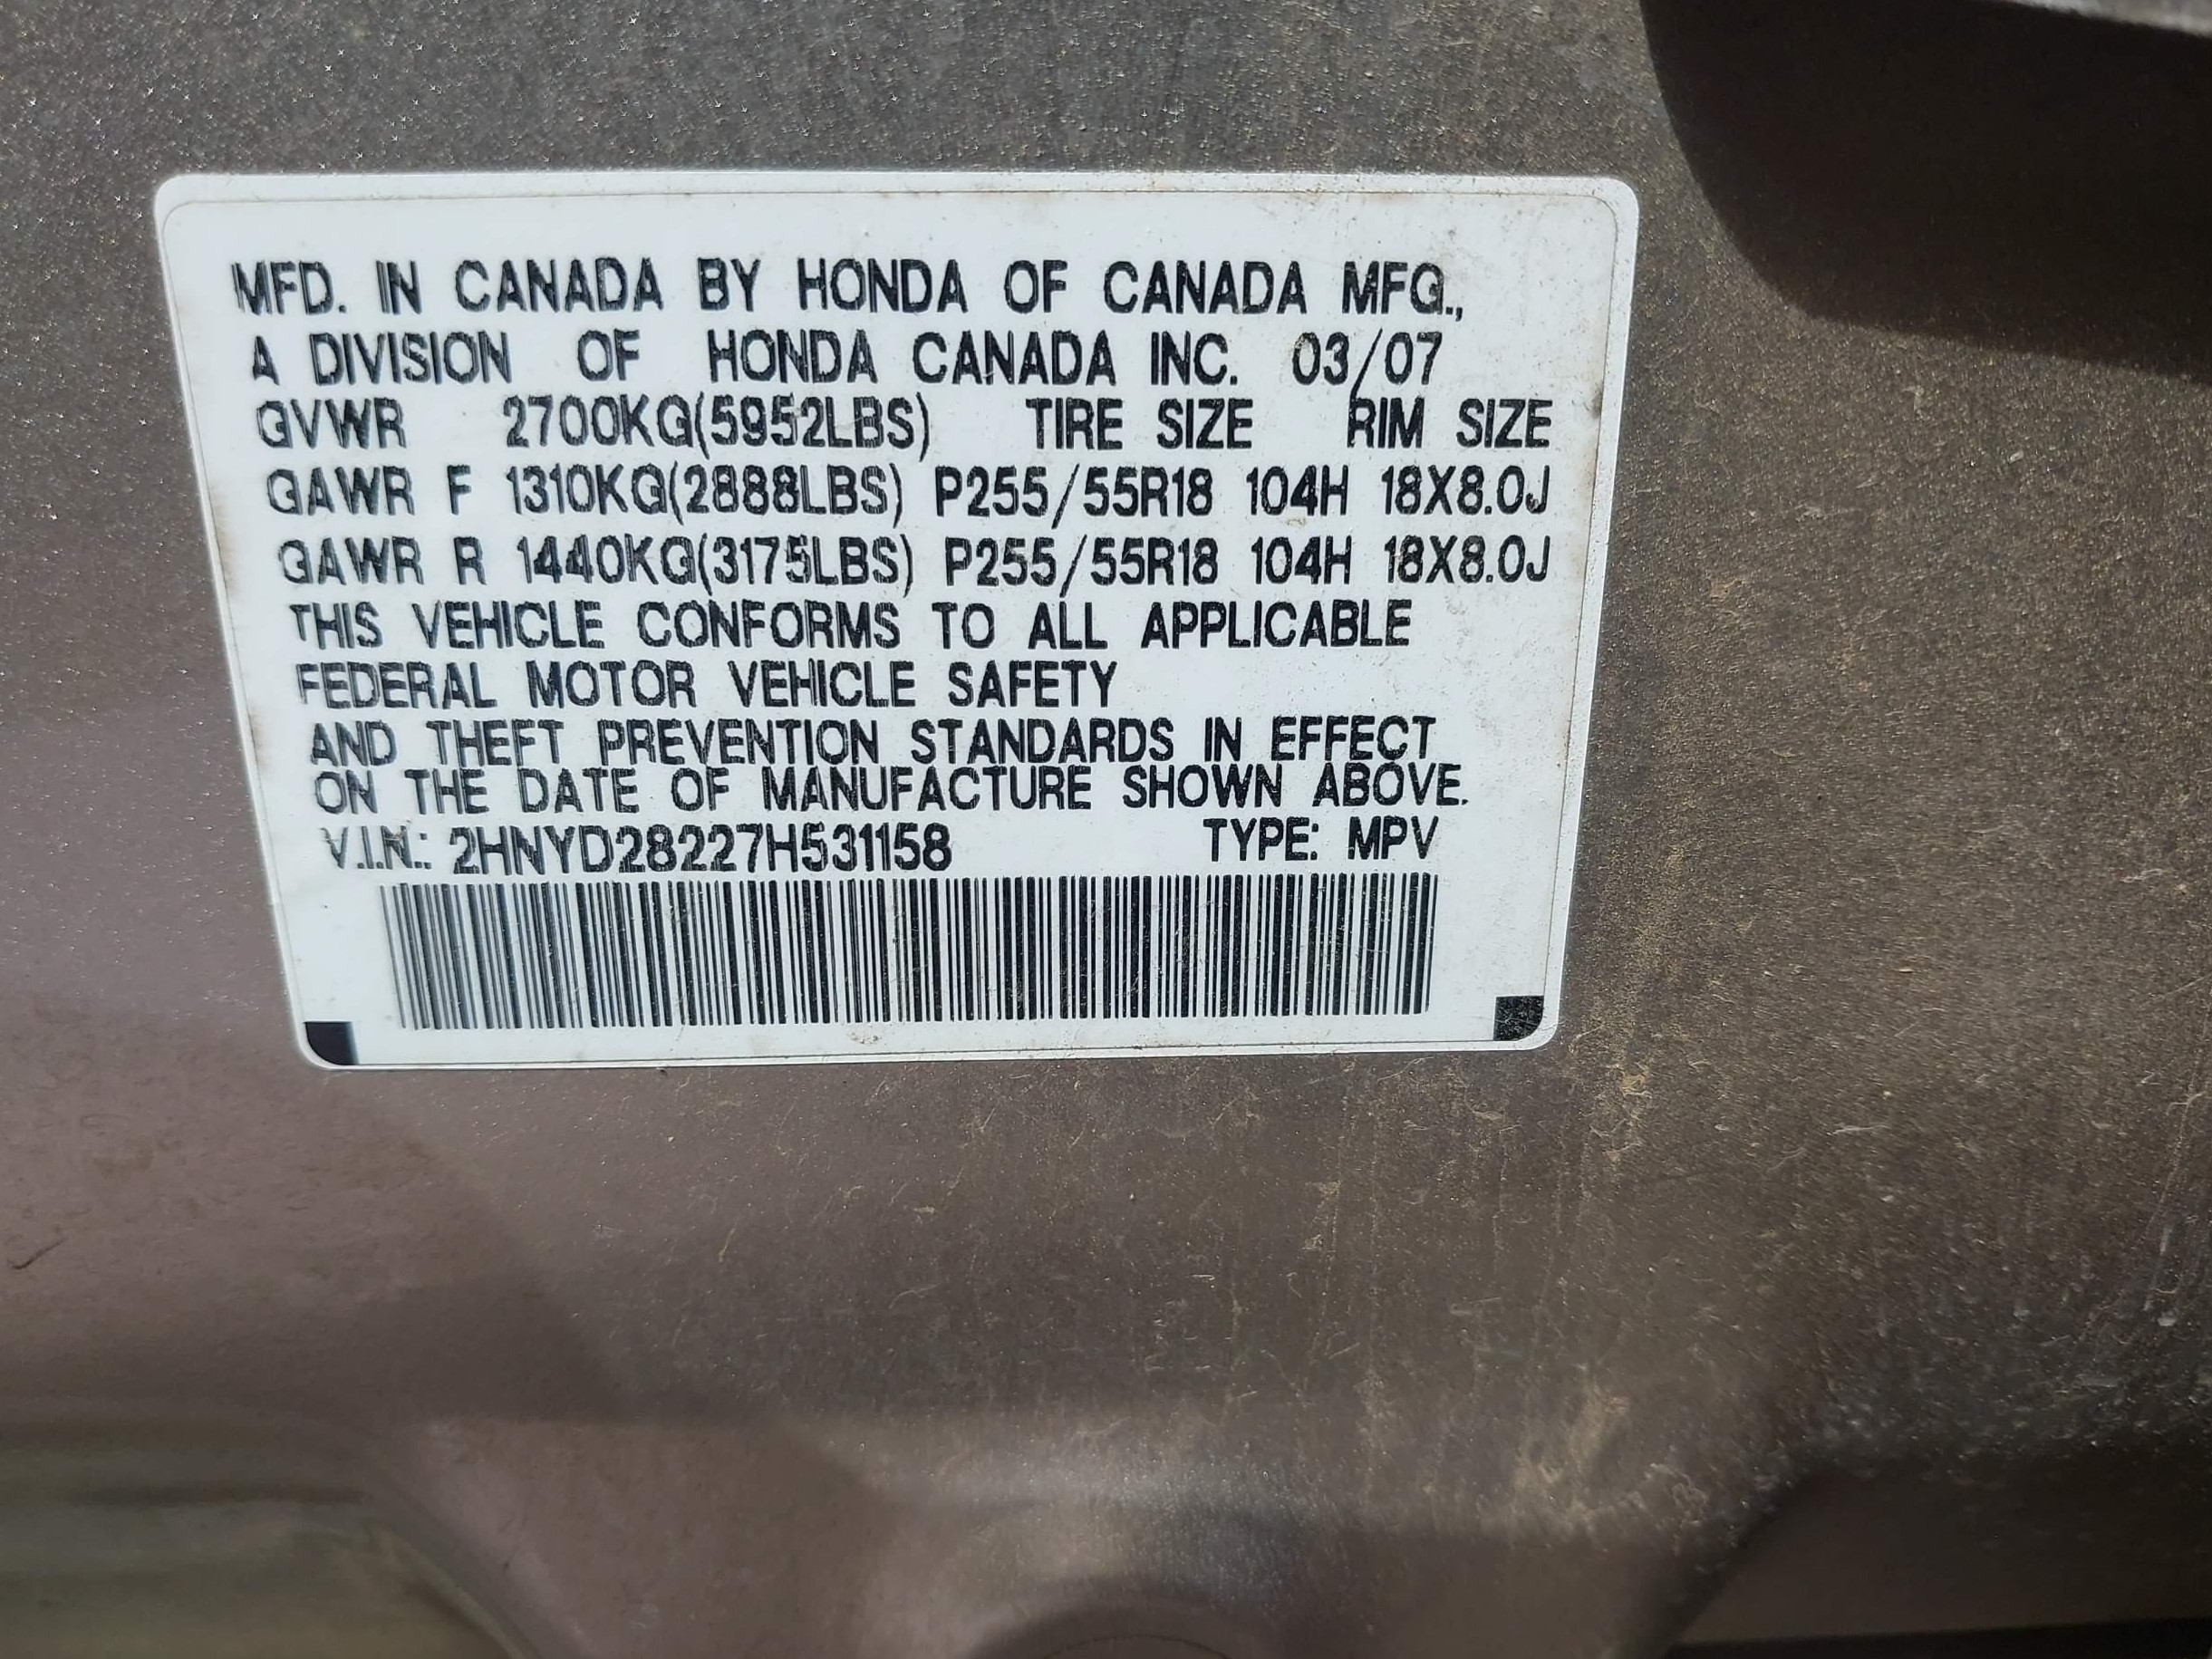 MFD. IN CANADA BY HONDA OF CANADA MFG.,
A DIVISION OF HONDA CANADA INC. 03/07
GVWR 2700KG(5952LBS) TIRE SIZE RIM SIZE
GAWR F 1310KG(2888LBS) P255/55R18 104H 18X8.0J
GAWR R 1440KG(3175LBS) P255/55R18 104H 18X8.0J
THIS VEHICLE CONFORMS TO ALL APPLICABLE
FEDERAL MOTOR VEHICLE SAFETY
AND THEFT PREVENTION STANDARDS IN EFFECT
ON THE DATE OF MANUFACTURE SHOWN ABOVE.
V.I.N.: 2HNYD28227H531158 TYPE: MPV